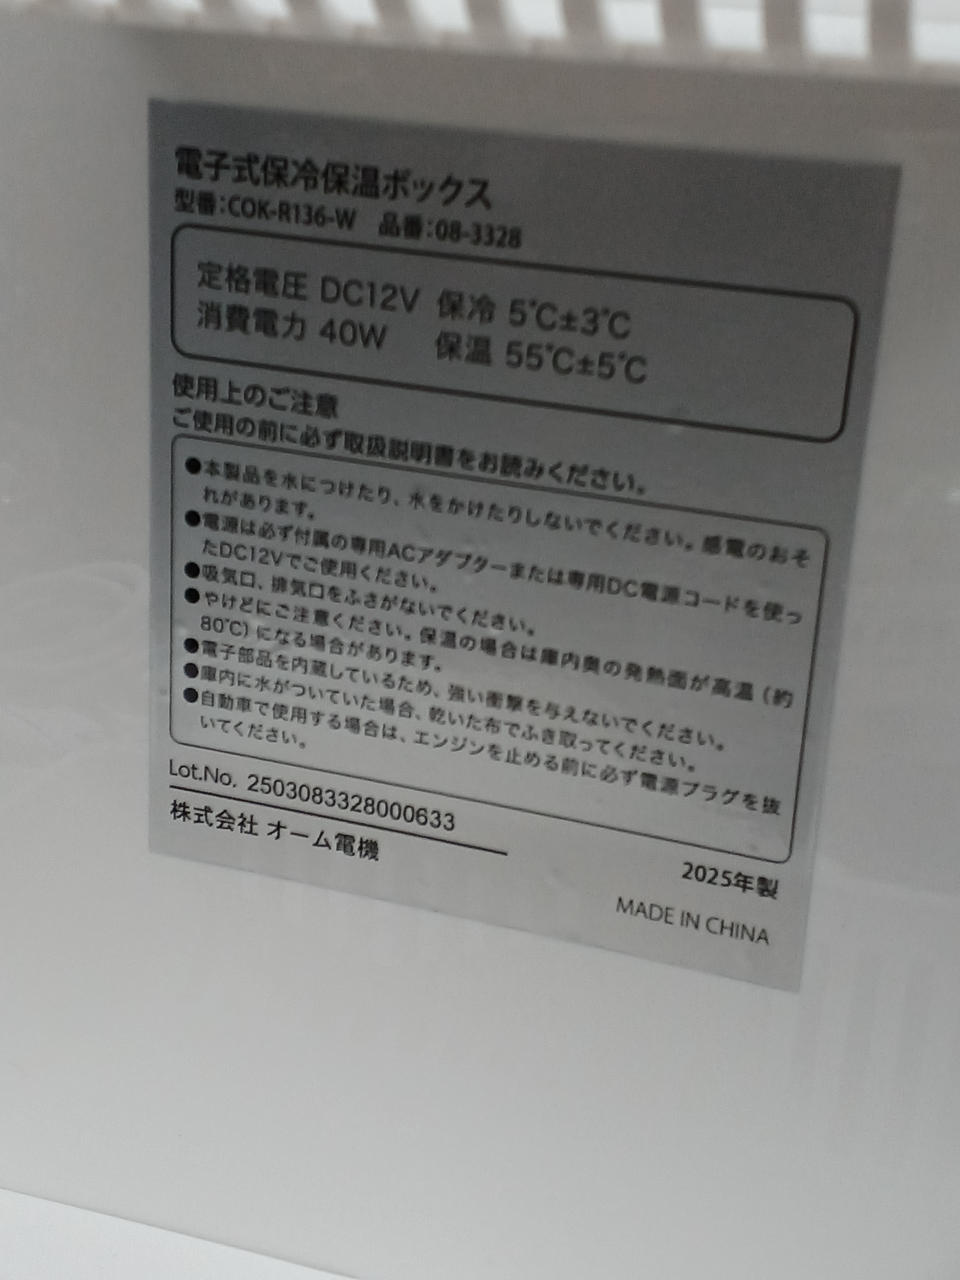 電子式保冷保温ボックス
型番:COK-R136-W 品番:08-3328
定格電圧 DC12V 保冷 5℃±3℃
消費電力 40W 保温 55℃±5℃
使用上のご注意
ご使用の前に必ず取扱説明書をお読みください。
●本製品を水につけたり、水をかけたりしないでください。感電のおそ
れがあります。
●電源は必ず付属の専用ACアダプターまたは専用DC電源コードを使っ
たDC12Vでご使用ください。
●吸気口、排気口をふさがないでください。
●やけどにご注意ください。保温の場合は庫内奥の発熱面が高温(約
80℃)になる場合があります。
●電子部品を内蔵しているため、強い衝撃を与えないでください。
●庫内に水がついていた場合、乾いた布でふき取ってください。
●自動車で使用する場合は、エンジンを止める前に必ず電源プラグを抜
いてください。
Lot.No. 2503083328000633
株式会社 オーム電機
2025年製
MADE IN CHINA